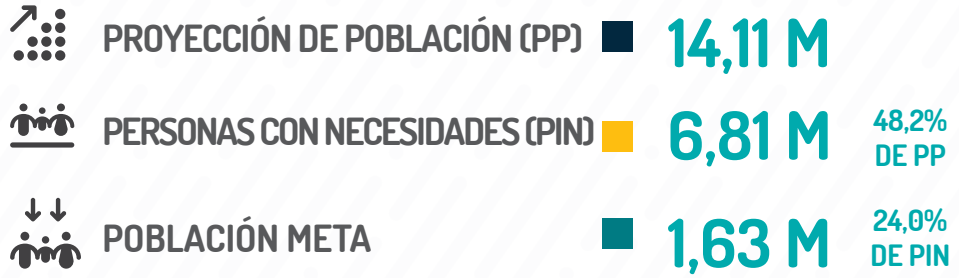 PROYECCIÓN DE POBLACIÓN (PP) 14,11 M
PERSONAS CON NECESIDADES (PIN) 6,81 M 48,2% DE PP
POBLACIÓN META 1,63 M 24,0% DE PIN